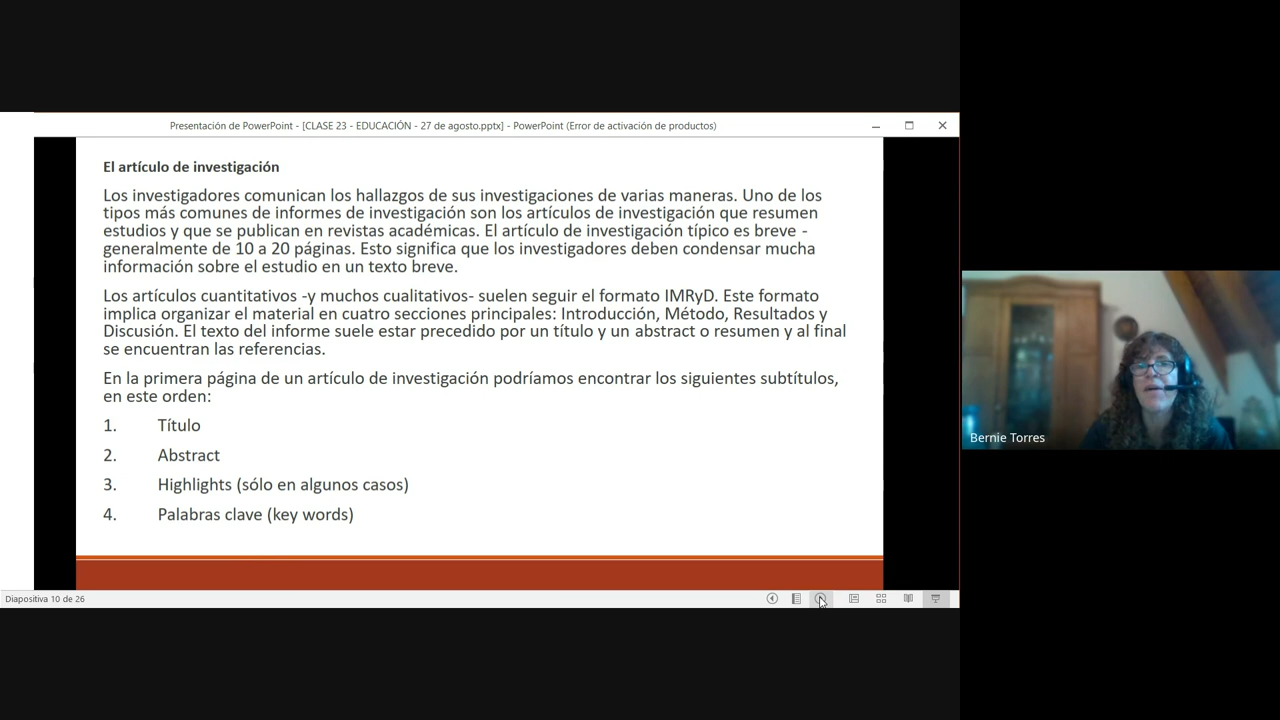 Presentación de PowerPoint - [CLASE 23 - EDUCACIÓN - 27 de agosto.pptx] - PowerPoint (Error de activación de productos)
El artículo de investigación
Los investigadores comunican los hallazgos de sus investigaciones de varias maneras. Uno de los
tipos más comunes de informes de investigación son los artículos de investigación que resumen
estudios y que se publican en revistas académicas. El artículo de investigación típico es breve -
generalmente de 10 a 20 páginas. Esto significa que los investigadores deben condensar mucha
información sobre el estudio en un texto breve.
Los artículos cuantitativos -y muchos cualitativos- suelen seguir el formato IMRyD. Este formato
implica organizar el material en cuatro secciones principales: Introducción, Método, Resultados y
Discusión. El texto del informe suele estar precedido por un título y un abstract o resumen y al final
se encuentran las referencias.
En la primera página de un artículo de investigación podríamos encontrar los siguientes subtítulos,
en este orden:
1. Título
2. Abstract
3. Highlights (sólo en algunos casos)
4. Palabras clave (key words)
Diapositiva 10 de 26
Bernie Torres